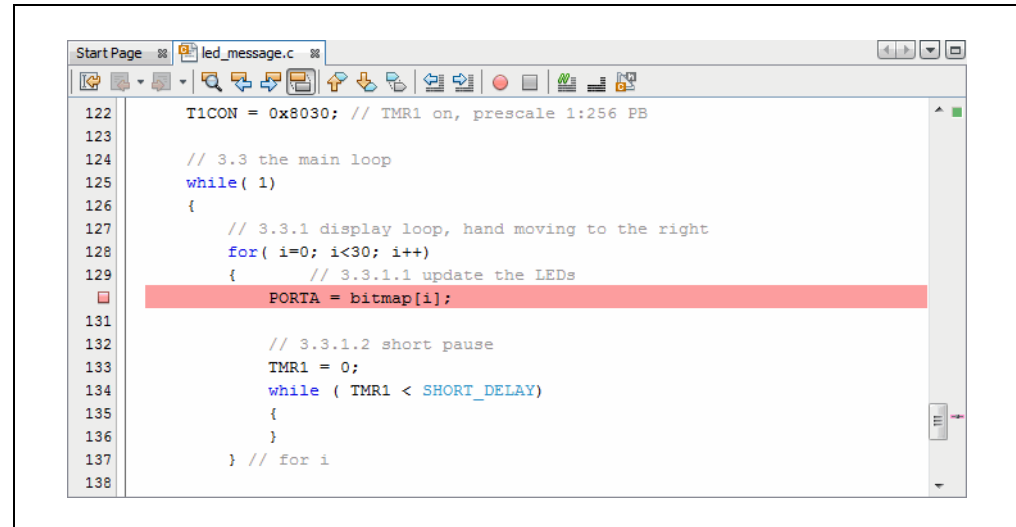 Start Page led_message.c
122 T1CON = 0x8030; // TMR1 on, prescale 1:256 PB
123
124 // 3.3 the main loop
125 while( 1)
126 {
127 // 3.3.1 display loop, hand moving to the right
128 for( i=0; i<30; i++)
129 { // 3.3.1.1 update the LEDs
PORTA = bitmap[i];
131
132 // 3.3.1.2 short pause
133 TMR1 = 0;
134 while ( TMR1 < SHORT_DELAY)
135 {
136 }
137 } // for i
138